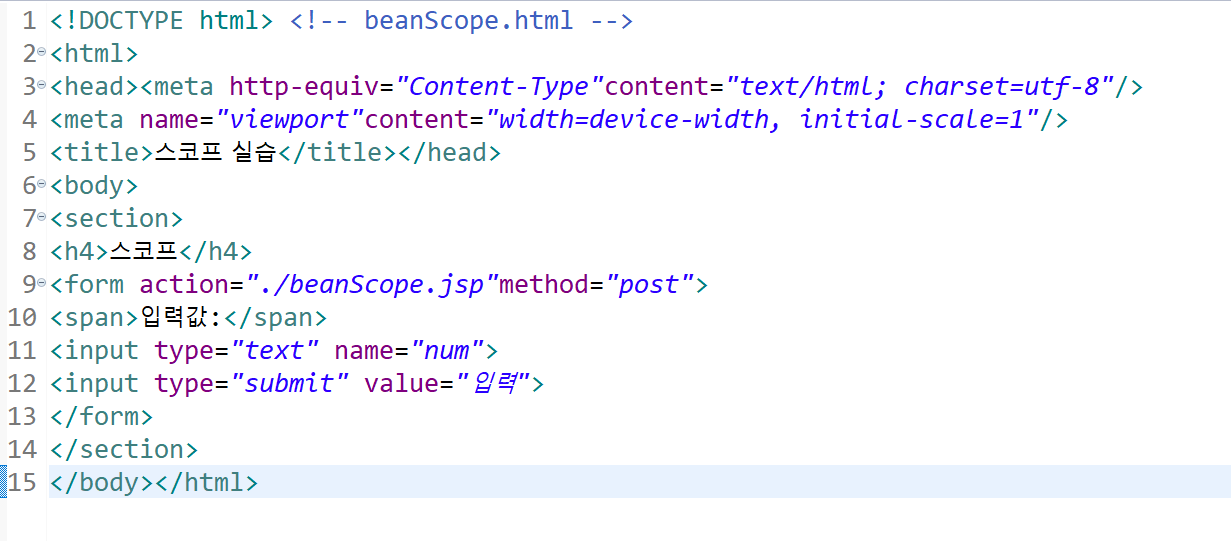 1 <!DOCTYPE html> <!-- beanScope.html -->
2 <html>
3 <head><meta http-equiv="Content-Type"content="text/html; charset=utf-8"/>
4 <meta name="viewport"content="width=device-width, initial-scale=1"/>
5 <title>스코프 실습</title></head>
6 <body>
7 <section>
8 <h4>스코프</h4>
9 <form action="./beanScope.jsp"method="post">
10 <span>입력값:</span>
11 <input type="text" name="num">
12 <input type="submit" value="입력">
13 </form>
14 </section>
15 </body></html>